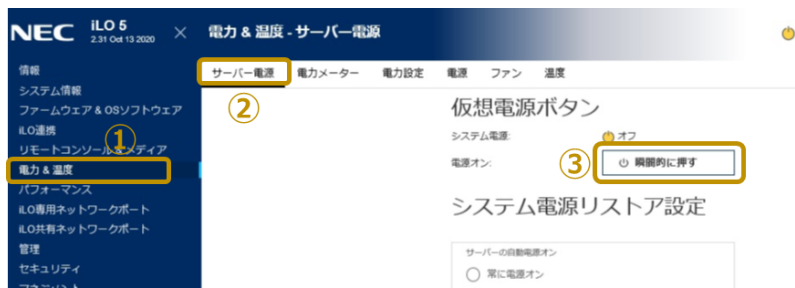 NEC iLO 5
2.31 Oct 13 2020
電力 & 温度 - サーバー電源
情報
システム情報
ファームウェア & OSソフトウェア
iLO連携
リモートコンソール & メディア
電力 & 温度
パフォーマンス
iLO専用ネットワークポート
iLO共有ネットワークポート
管理
セキュリティ
①
サーバー電源 電力メーター 電力設定 電源 ファン 温度
②
仮想電源ボタン
システム電源: オフ
電源オン: ③ 瞬間的に押す
システム電源リストア設定
サーバーの自動電源オン
常に電源オン